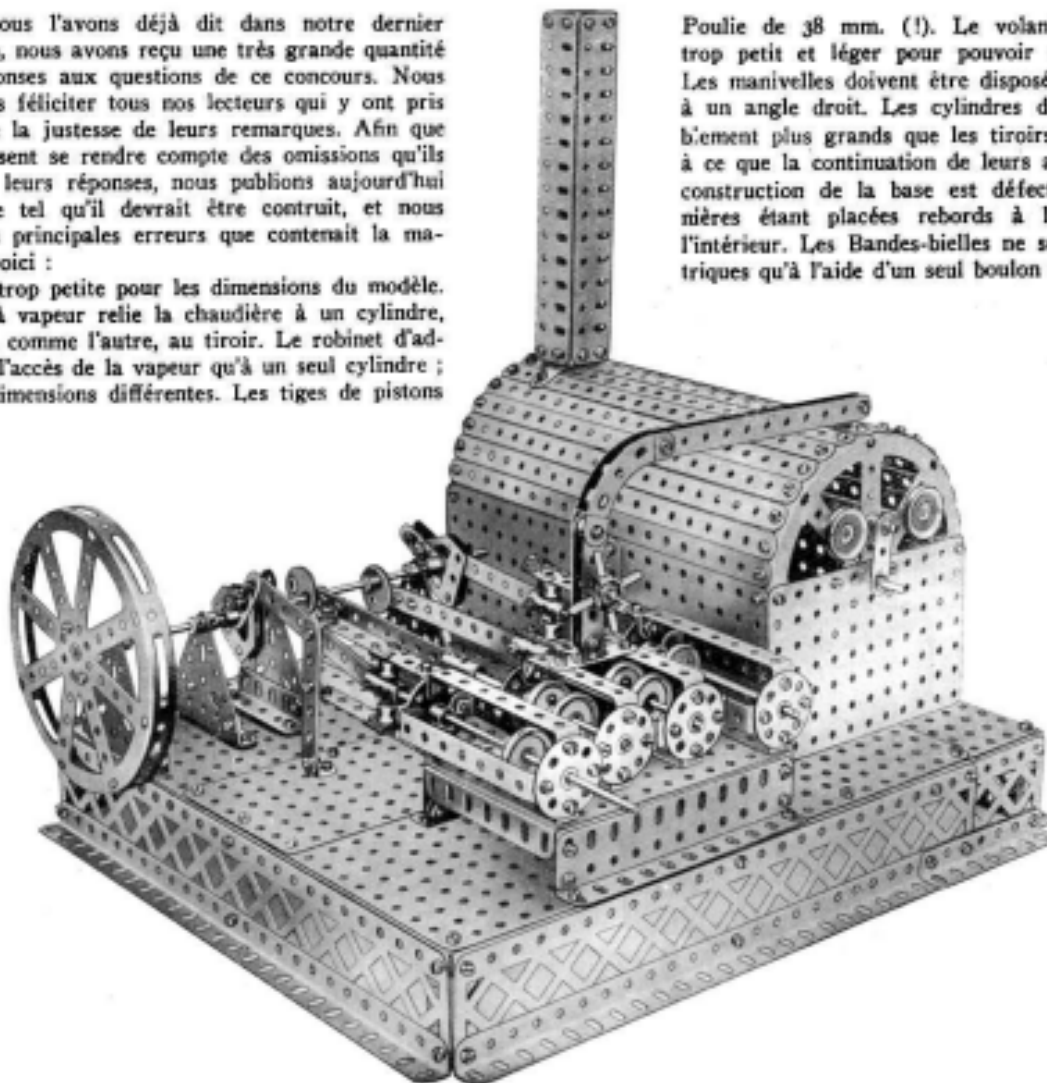 ous l'avons déjà dit dans notre dernier
, nous avons reçu une très grande quantité
onses aux questions de ce concours. Nous
s féliciter tous nos lecteurs qui y ont pris
e la justesse de leurs remarques. Afin que
sent se rendre compte des omissions qu'ils
leurs réponses, nous publions aujourd'hui
e tel qu'il devrait être contruit, et nous
s principales erreurs que contenait la ma-
oici :
trop petite pour les dimensions du modèle.
à vapeur relie la chaudière à un cylindre,
comme l'autre, au tiroir. Le robinet d'ad-
l'accès de la vapeur qu'à un seul cylindre ;
imensions différentes. Les tiges de pistons
Poulie de 38 mm. (!). Le volan
trop petit et léger pour pouvoir
Les manivelles doivent être disposé
à un angle droit. Les cylindres d
blement plus grands que les tiroirs
à ce que la continuation de leurs a
construction de la base est défect
nières étant placées rebords à l
l'intérieur. Les Bandes-bielles ne s
triques qu'à l'aide d'un seul boulon